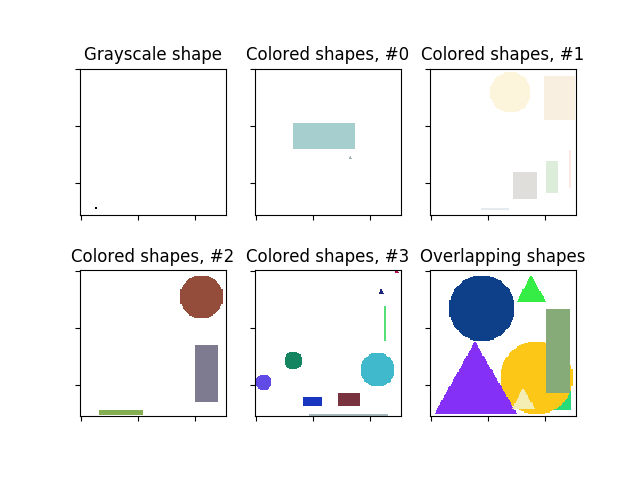 Grayscale shape
Colored shapes, #0
Colored shapes, #1
Colored shapes, #2
Colored shapes, #3
Overlapping shapes